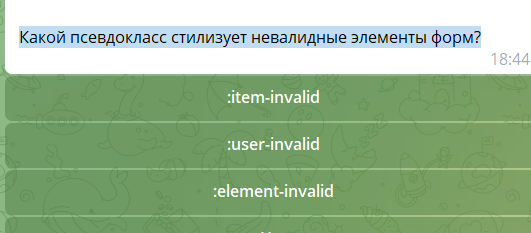 Какой псевдокласс стилизует невалидные элементы форм?
18:44
:item-invalid
:user-invalid
:element-invalid